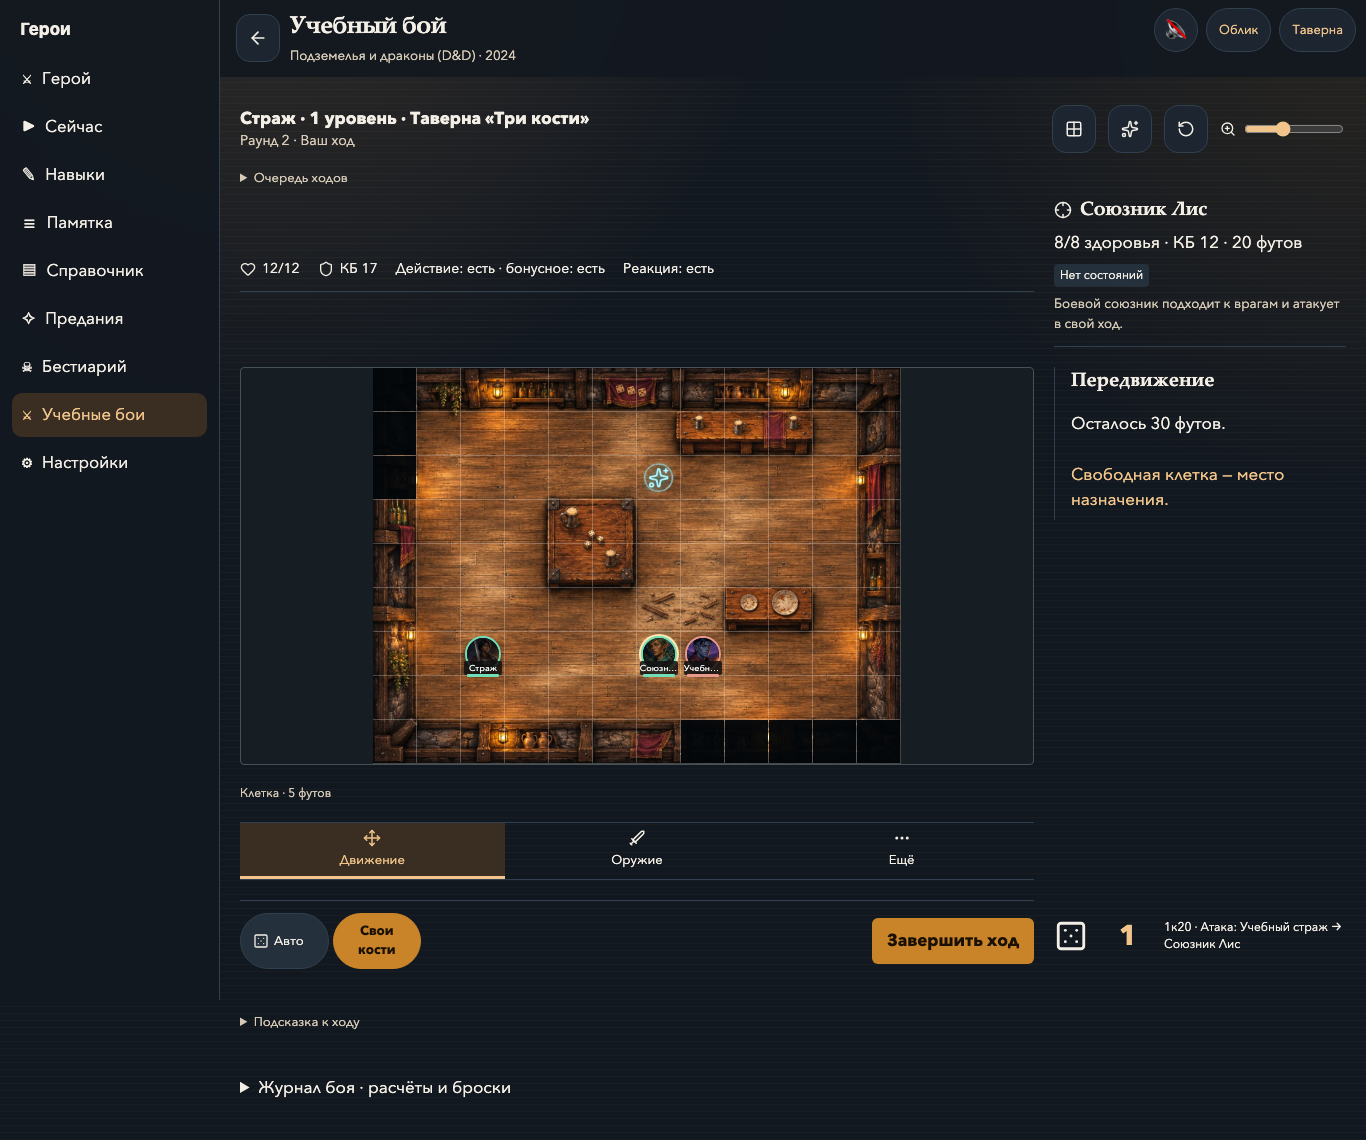 Герои
Герой
Сейчас
Навыки
Памятка
Справочник
Предания
Бестиарий
Учебные бои
Настройки
Учебный бой
Подземелья и драконы (D&D) · 2024
Облик
Таверна
Страж · 1 уровень · Таверна «Три кости»
Раунд 2 · Ваш ход
Очередь ходов
12/12
КБ 17
Действие: есть · бонусное: есть
Реакция: есть
Союзник Лис
8/8 здоровья · КБ 12 · 20 футов
Нет состояний
Боевой союзник подходит к врагам и атакует
в свой ход.
Передвижение
Осталось 30 футов.
Свободная клетка – место
назначения.
Страж
Союзн…
Учебн…
Клетка · 5 футов
Движение
Оружие
Ещё
Авто
Свои
кости
Завершить ход
1
1к20 · Атака: Учебный страж →
Союзник Лис
Подсказка к ходу
Журнал боя · расчёты и броски